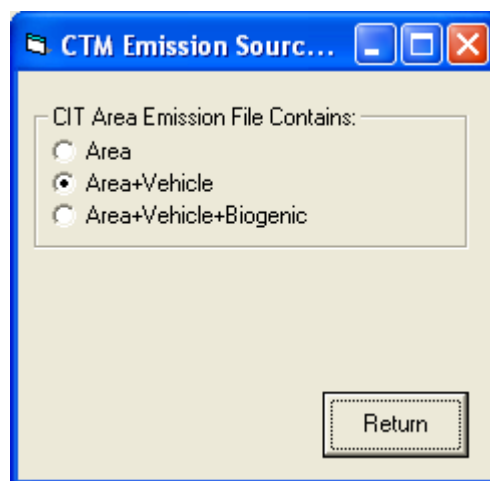 CTM Emission Sourc...
CIT Area Emission File Contains:
Area
Area+Vehicle
Area+Vehicle+Biogenic
Return